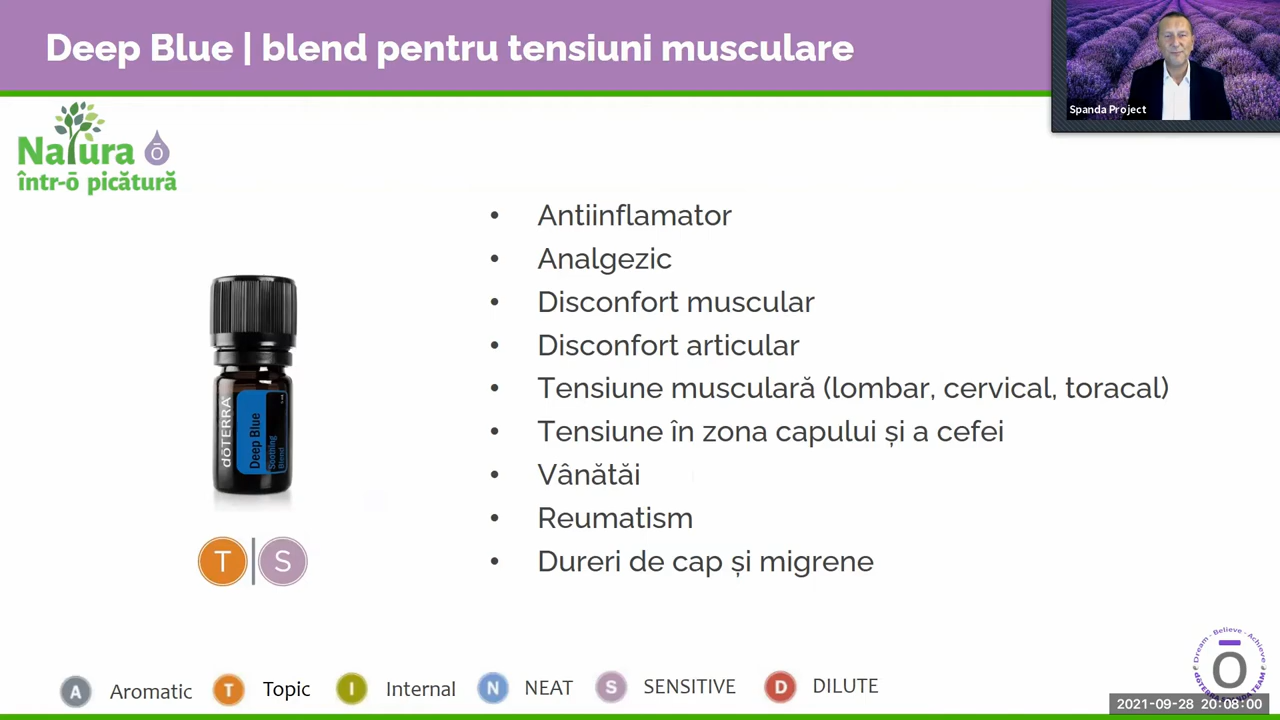 Deep Blue | blend pentru tensiuni musculare
Spanda Project
Natura ō
într-ō picătură
• Antiinflamator
• Analgezic
• Disconfort muscular
• Disconfort articular
• Tensiune musculară (lombar, cervical, toracal)
• Tensiune în zona capului și a cefei
• Vânătăi
• Reumatism
• Dureri de cap și migrene
dōTERRA
Deep Blue
Soothing
Blend
T | S
A Aromatic T Topic I Internal N NEAT S SENSITIVE D DILUTE
Dream - Believe - Achieve
ō
2021-09-28 20:08:00